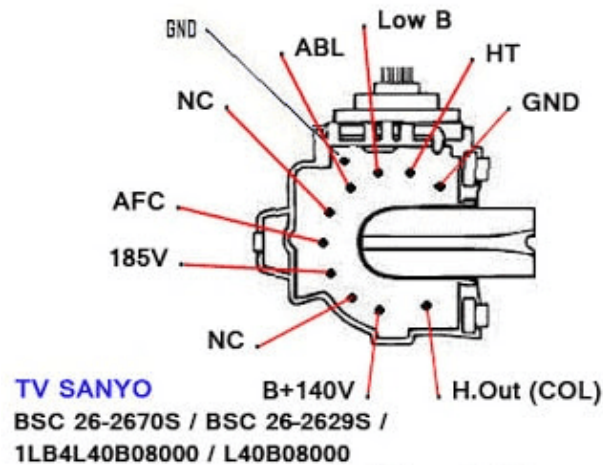 GND
Low B
ABL
HT
NC
GND
AFC
185V
NC
B+140V
H.Out (COL)
TV SANYO
BSC 26-2670S / BSC 26-2629S /
1LB4L40B08000 / L40B08000